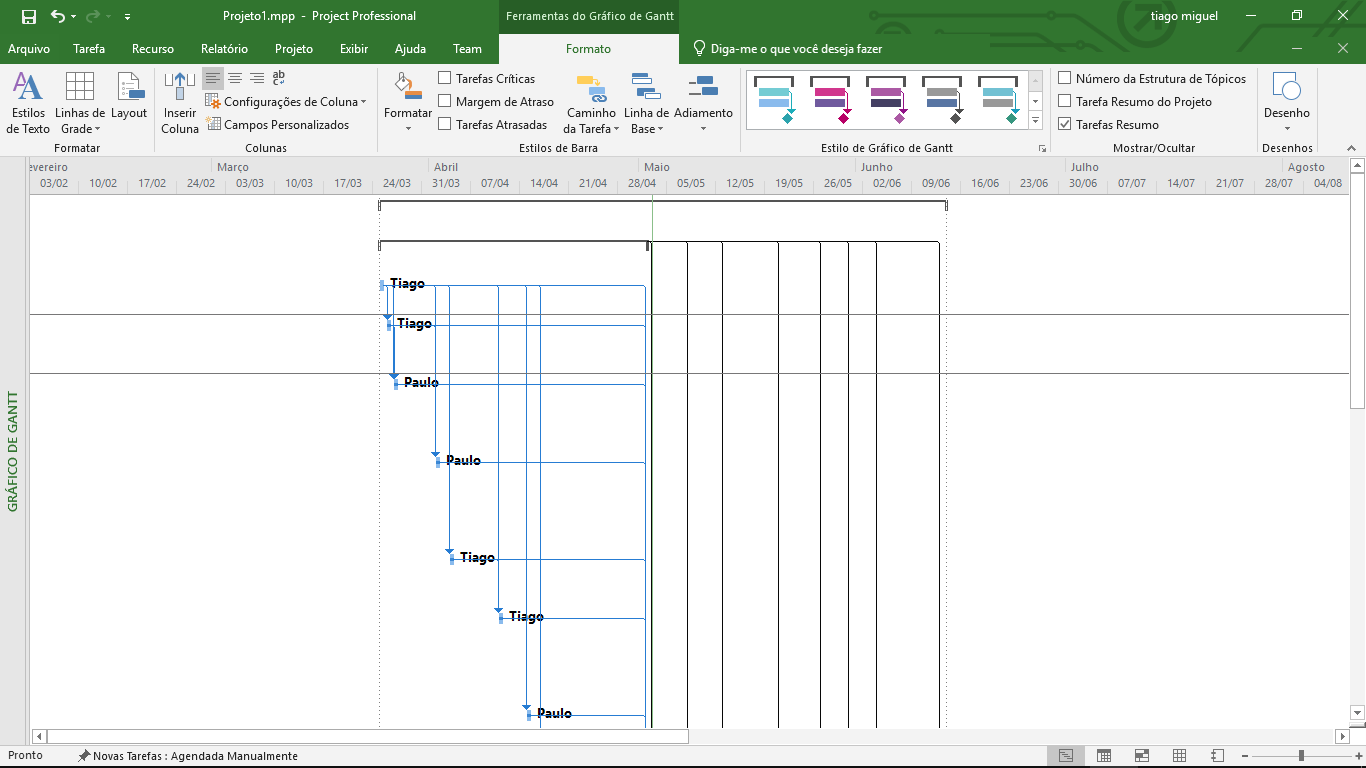 Projeto1.mpp - Project Professional
Ferramentas do Gráfico de Gantt
tiago miguel
Arquivo Tarefa Recurso Relatório Projeto Exibir Ajuda Team Formato Diga-me o que você deseja fazer
Estilos de Texto
Linhas de Grade
Layout
Formatar
Inserir Coluna
ab
Configurações de Coluna
Campos Personalizados
Colunas
Formatar
Tarefas Críticas
Margem de Atraso
Tarefas Atrasadas
Caminho da Tarefa
Linha de Base
Adiamento
Estilos de Barra
Estilo de Gráfico de Gantt
Número da Estrutura de Tópicos
Tarefa Resumo do Projeto
Tarefas Resumo
Mostrar/Ocultar
Desenho
Desenhos
evereiro Março Abril Maio Junho Julho Agosto
03/02 10/02 17/02 24/02 03/03 10/03 17/03 24/03 31/03 07/04 14/04 21/04 28/04 05/05 12/05 19/05 26/05 02/06 09/06 16/06 23/06 30/06 07/07 14/07 21/07 28/07 04/08
GRÁFICO DE GANTT
Tiago
Tiago
Paulo
Paulo
Tiago
Tiago
Paulo
Pronto
Novas Tarefas : Agendada Manualmente